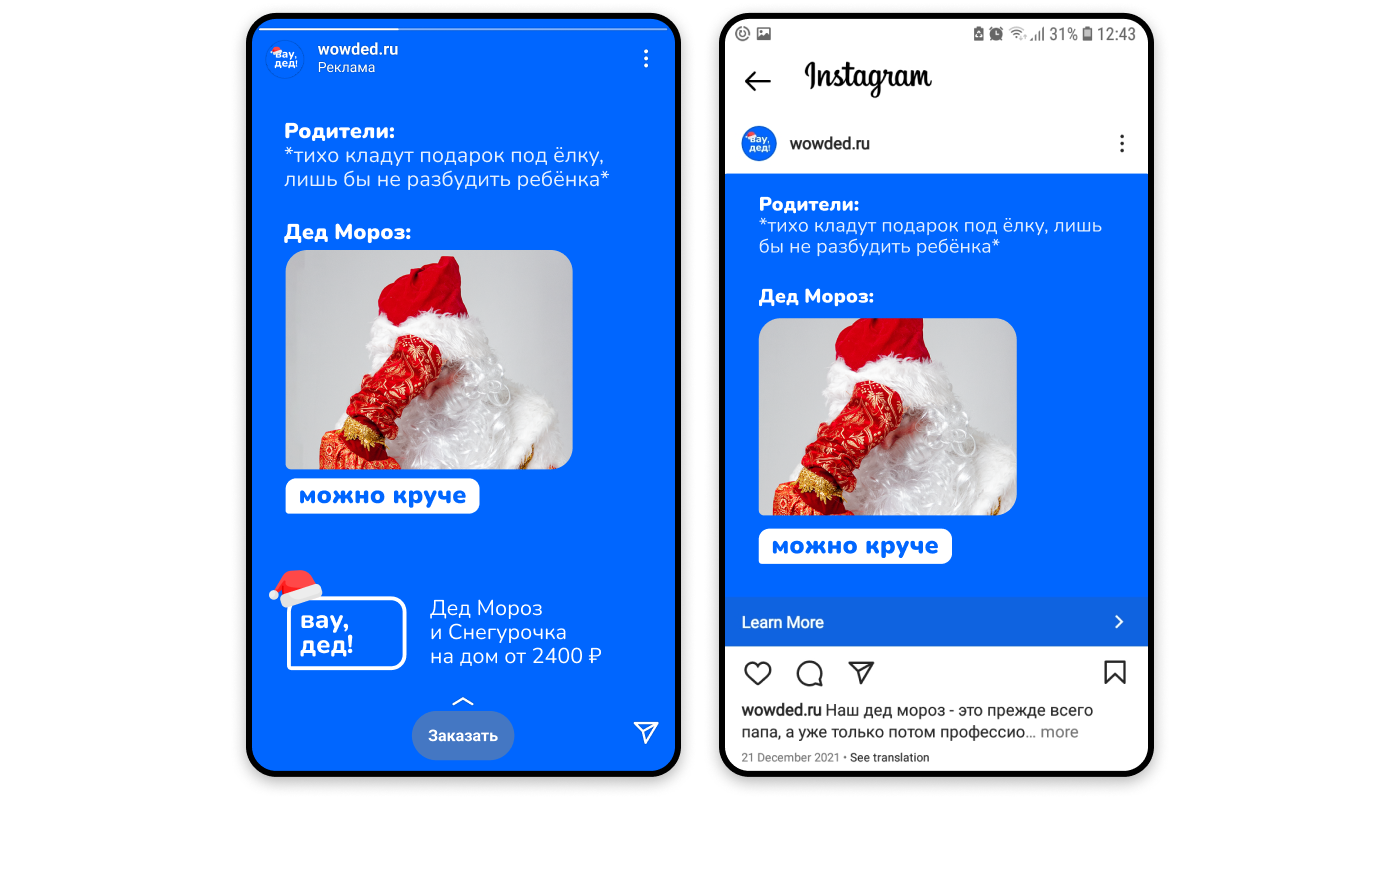 wowded.ru
Реклама
вау,
дед!
Родители:
*тихо кладут подарок под ёлку,
лишь бы не разбудить ребёнка*
Дед Мороз:
можно круче
вау,
дед!
Дед Мороз
и Снегурочка
на дом от 2400 ₽
Заказать
31% 12:43
Instagram
вау,
дед!
wowded.ru
Родители:
*тихо кладут подарок под ёлку, лишь
бы не разбудить ребёнка*
Дед Мороз:
можно круче
Learn More
wowded.ru Наш дед мороз - это прежде всего
папа, а уже только потом профессио... more
21 December 2021 • See translation